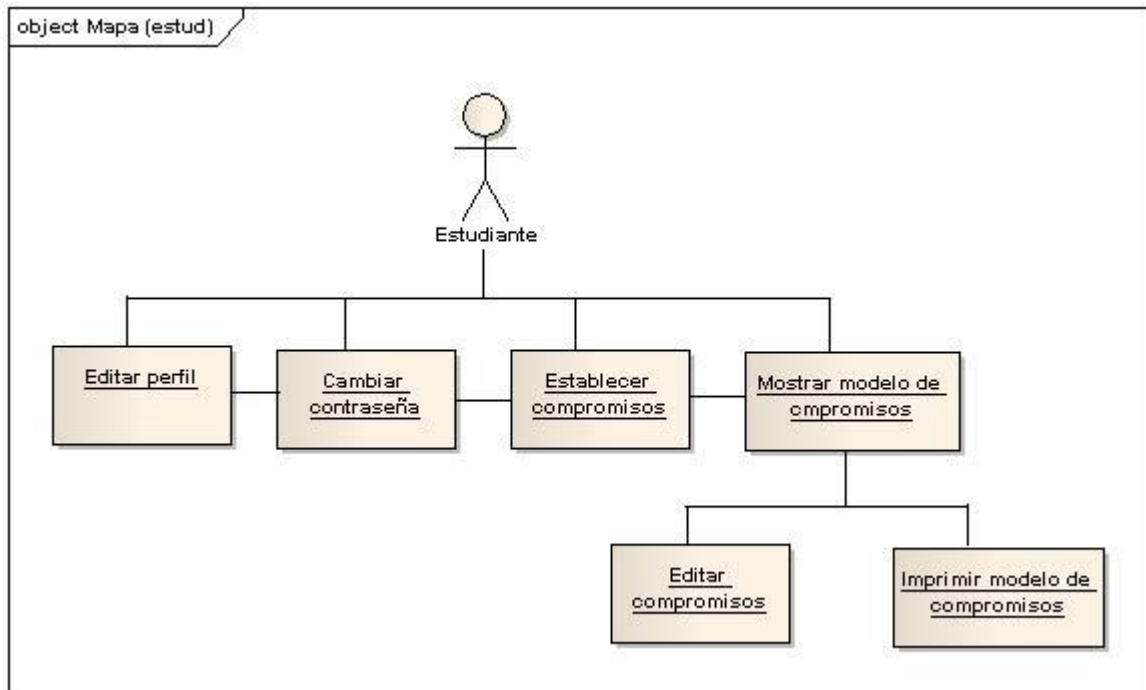 object Mapa (estud)
Estudiante
Editar perfil
Cambiar
contraseña
Establecer
compromisos
Mostrar modelo de
cmpromisos
Editar
compromisos
Imprimir modelo de
compromisos